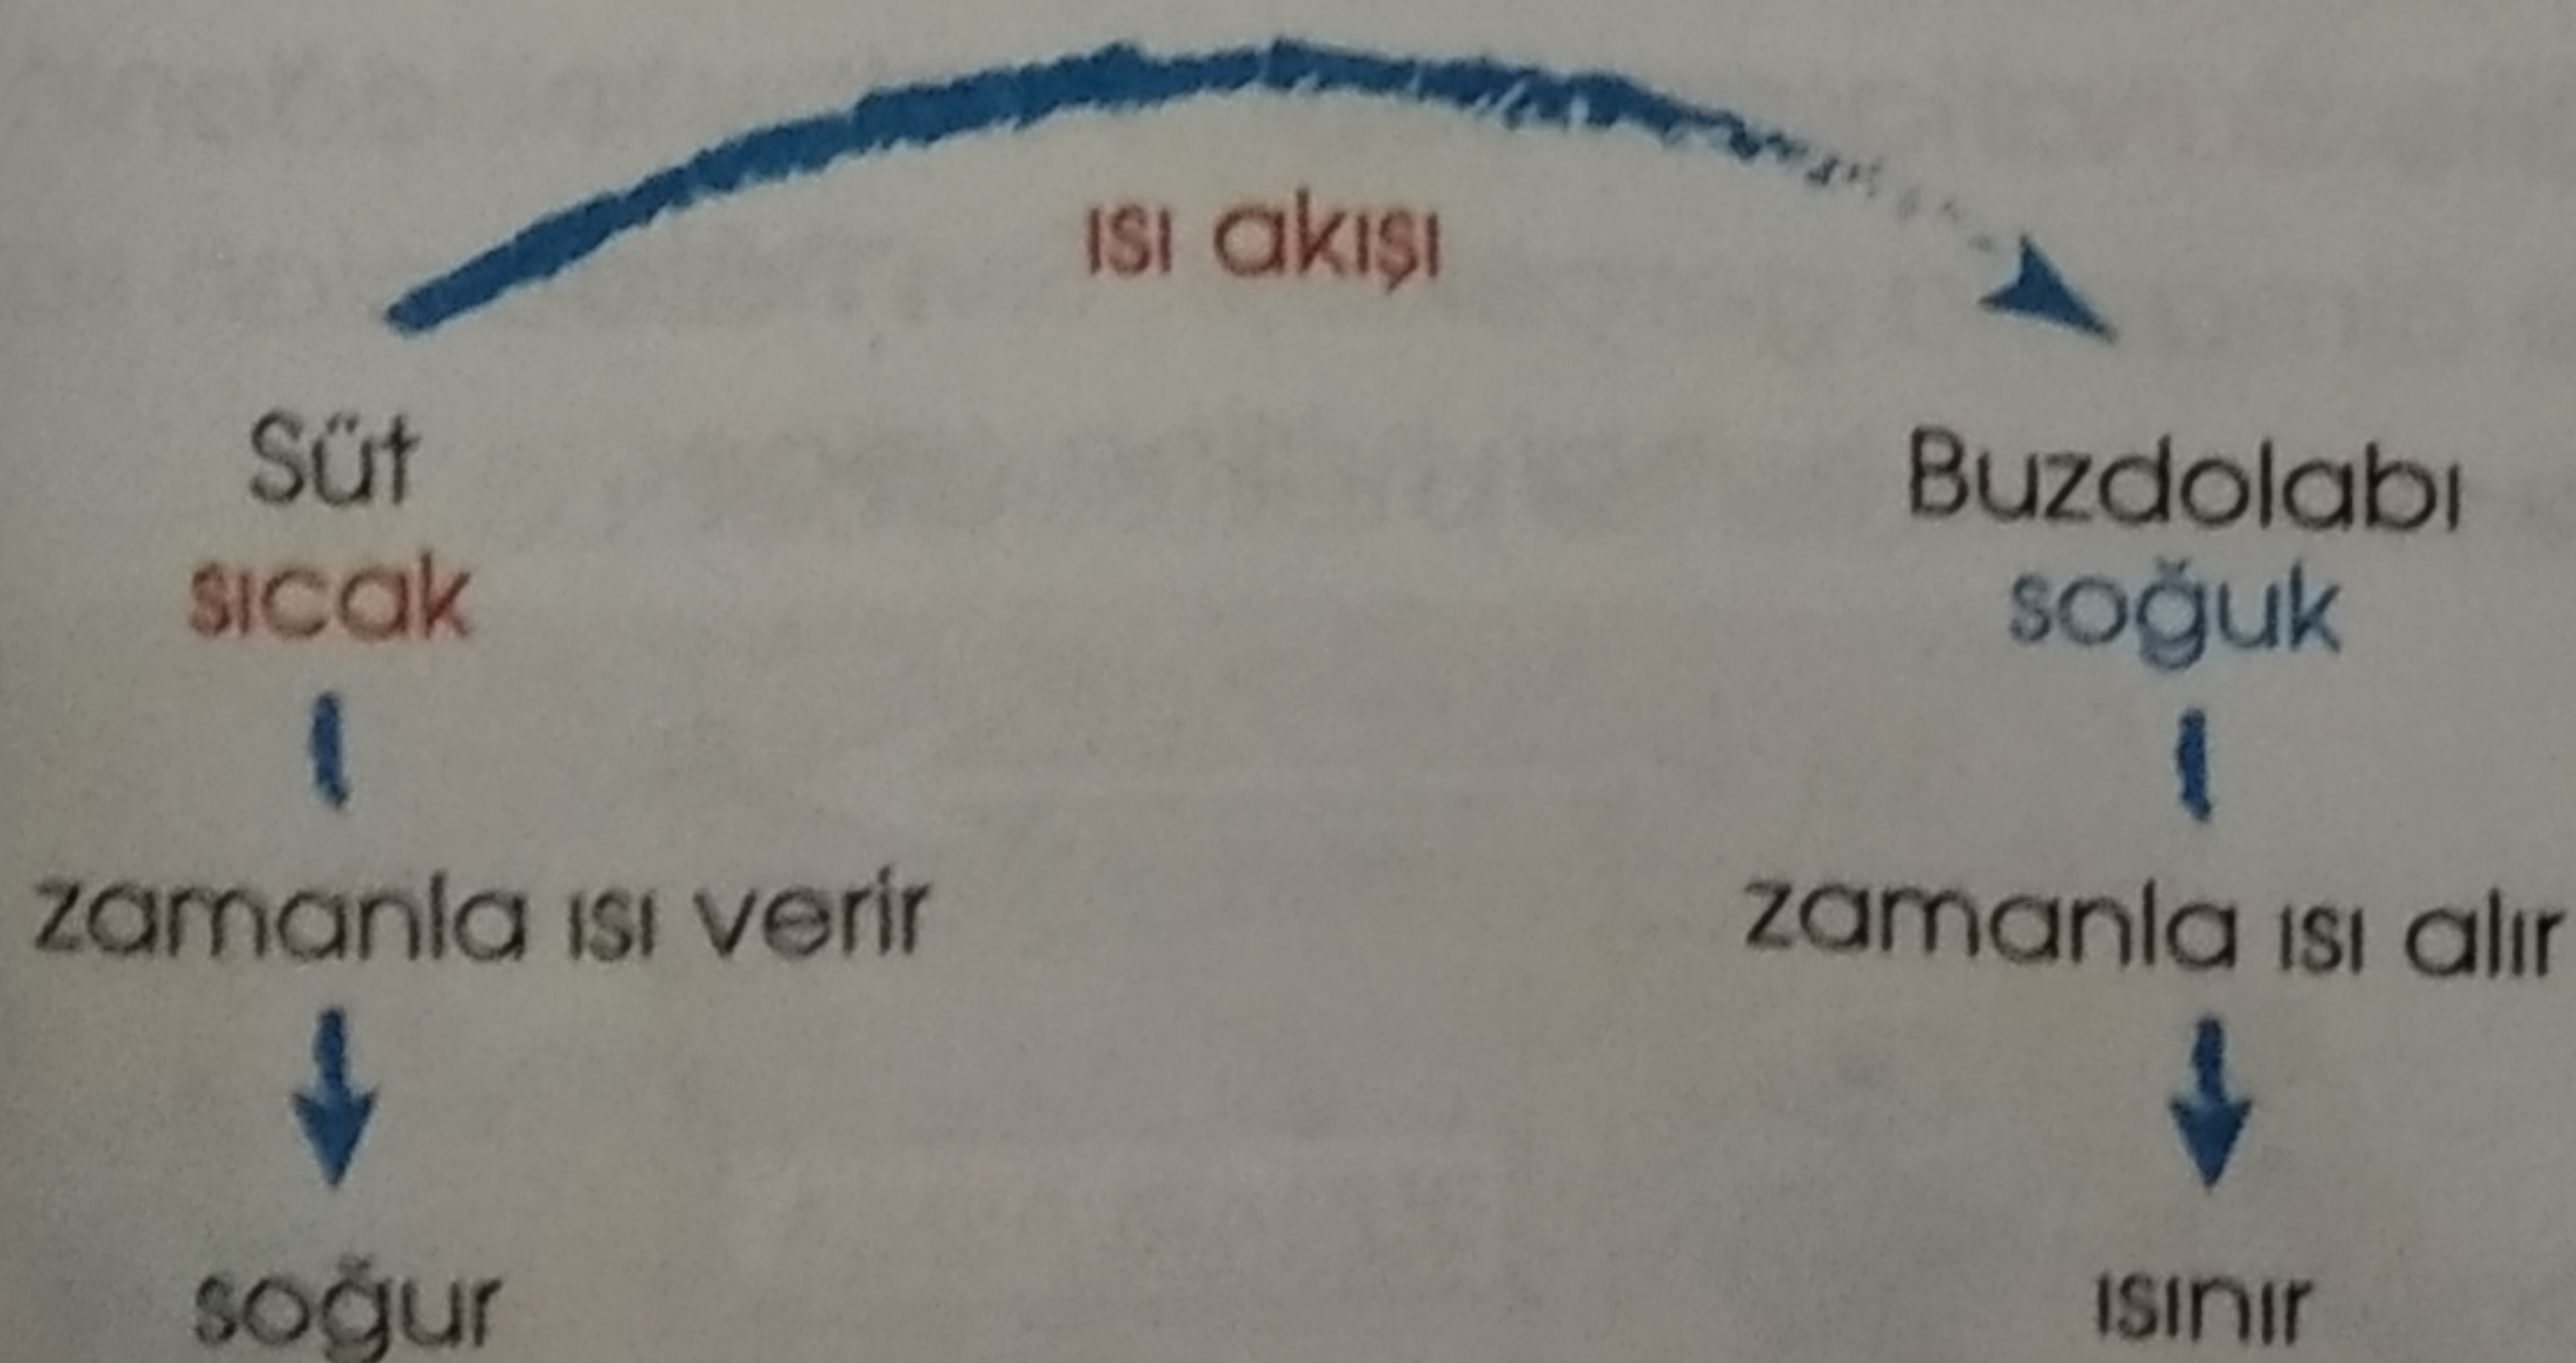 ısı akışı
Süt
sıcak
zamanla ısı verir
soğur
Buzdolabı
soğuk
zamanla ısı alır
ısınır